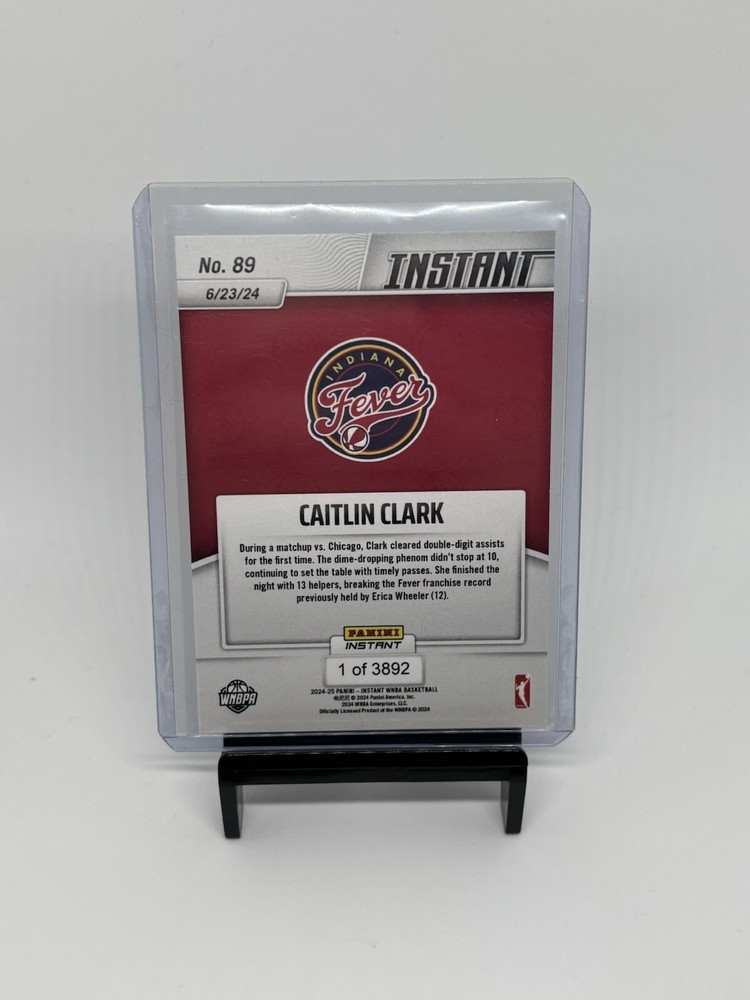 No. 89
INSTANT
6/23/24
INDIANA
Fever
CAITLIN CLARK
During a matchup vs. Chicago, Clark cleared double-digit assists
for the first time. The dime-dropping phenom didn't stop at 10,
continuing to set the table with timely passes. She finished the
night with 13 helpers, breaking the Fever franchise record
previously held by Erica Wheeler (12).
PANINI
INSTANT
1 of 3892
2024-25 PANINI – INSTANT WNBA BASKETBALL
© 2024 Panini America, Inc.
2024 WNBA Enterprises, LLC.
Officially Licensed Product of the WNBPA © 2024
WNBPA